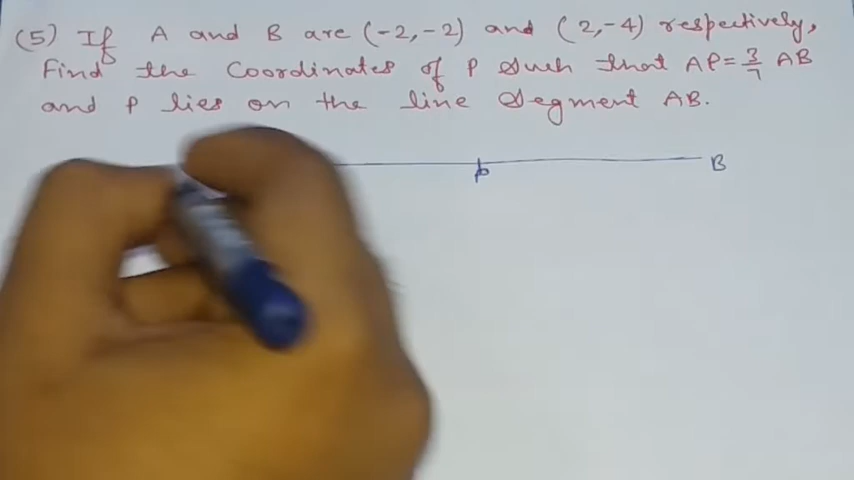 (5) If A and B are (-2,-2) and (2,-4) respectively,
Find the Coordinates of P such that AP = 3/7 AB
and P lies on the line segment AB.
P B